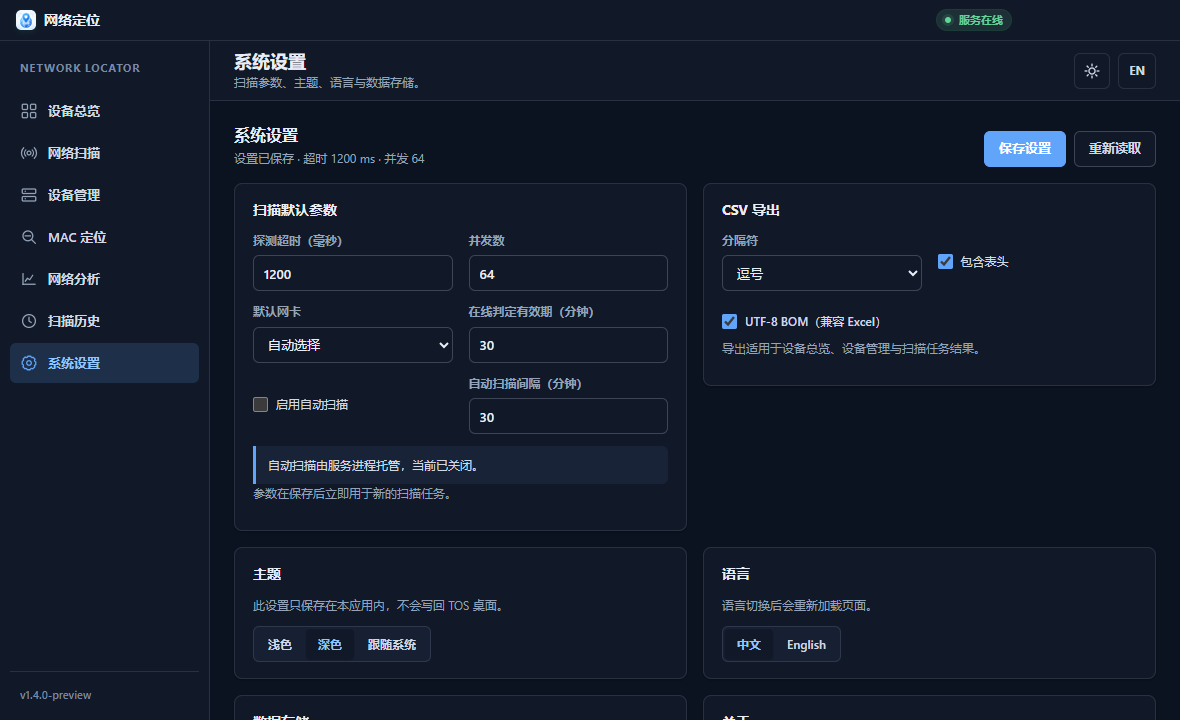 网络定位
服务在线
NETWORK LOCATOR
设备总览
网络扫描
设备管理
MAC 定位
网络分析
扫描历史
系统设置
v1.4.0-preview
系统设置
扫描参数、主题、语言与数据存储。
EN
系统设置
设置已保存 · 超时 1200 ms · 并发 64
保存设置
重新读取
扫描默认参数
探测超时（毫秒）
并发数
1200
64
默认网卡
在线判定有效期（分钟）
自动选择
30
自动扫描间隔（分钟）
启用自动扫描
30
自动扫描由服务进程托管，当前已关闭。
参数在保存后立即用于新的扫描任务。
CSV 导出
分隔符
逗号
包含表头
UTF-8 BOM（兼容 Excel）
导出适用于设备总览、设备管理与扫描任务结果。
主题
此设置只保存在本应用内，不会写回 TOS 桌面。
浅色
深色
跟随系统
语言
语言切换后会重新加载页面。
中文
English
数据存储
关于